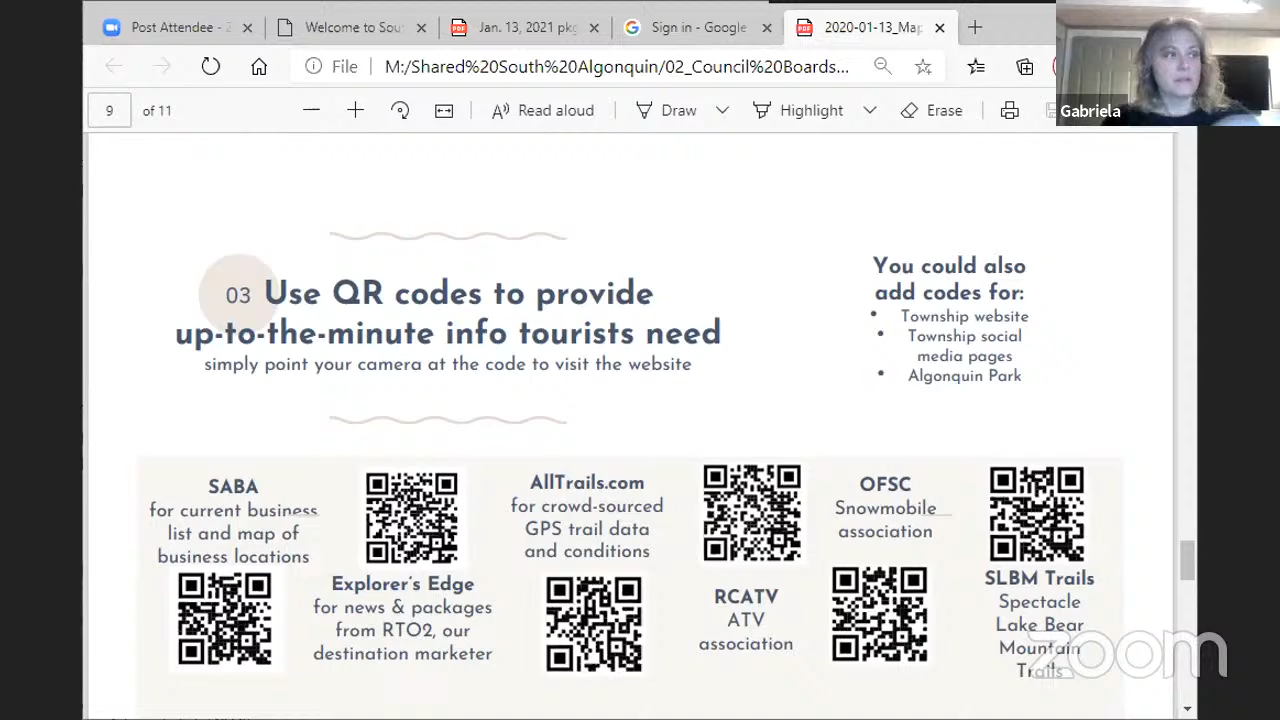 Post Attendee - Z
Welcome to Sou
Jan. 13, 2021 pkg
Sign in - Google
2020-01-13_Map
File
M:/Shared%20South%20Algonquin/02_Council%20Boards...
9 of 11
Read aloud
Draw
Highlight
Erase
Gabriela
03 Use QR codes to provide
up-to-the-minute info tourists need
simply point your camera at the code to visit the website
You could also
add codes for:
• Township website
• Township social
media pages
• Algonquin Park
SABA
for current business
list and map of
business locations
Explorer's Edge
for news & packages
from RTO2, our
destination marketer
AllTrails.com
for crowd-sourced
GPS trail data
and conditions
RCATV
ATV
association
OFSC
Snowmobile
association
SLBM Trails
Spectacle
Lake Bear
Mountain
Trails
zoom